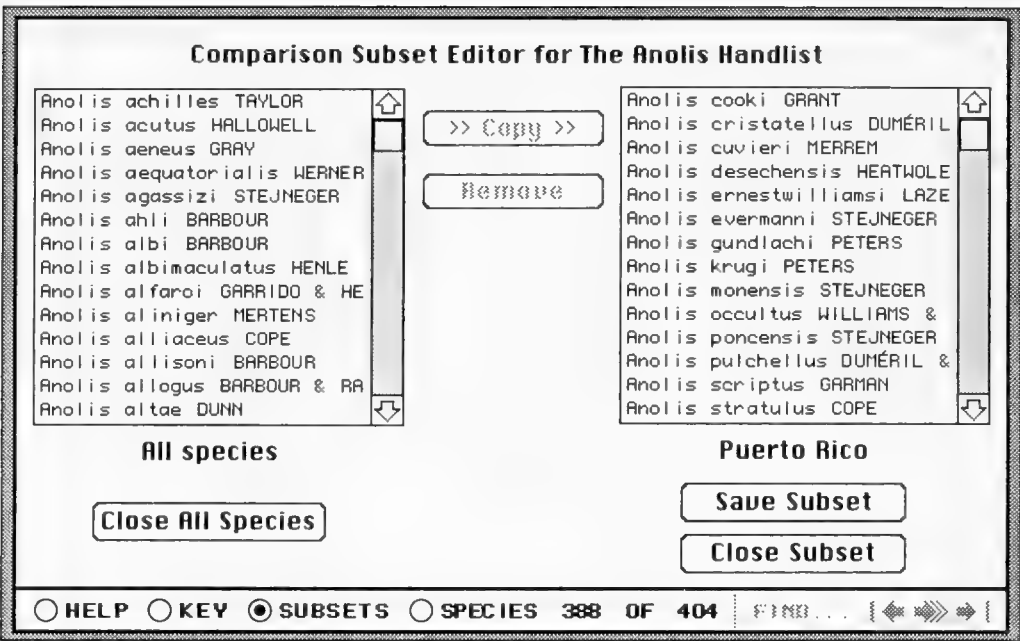 Comparison Subset Editor for The Anolis Handlist
Anolis achilles TAYLOR
Anolis acutus HALLOWELL
Anolis aeneus GRAY
Anolis aequatorialis WERNER
Anolis agassizi STEJNEGER
Anolis ahli BARBOUR
Anolis albi BARBOUR
Anolis albimaculatus HENLE
Anolis alfaroi GARRIDO & HE
Anolis aliniger MERTENS
Anolis alliaceus COPE
Anolis allisoni BARBOUR
Anolis allogus BARBOUR & RA
Anolis altae DUNN
All species
Close All Species
>> Copy >>
Remove
Anolis cooki GRANT
Anolis cristatellus DUMÉRIL
Anolis cuvieri MERREM
Anolis desechensis HEATWOLE
Anolis ernestwilliamsi LAZE
Anolis evermanni STEJNEGER
Anolis gundlachi PETERS
Anolis krugi PETERS
Anolis monensis STEJNEGER
Anolis occultus WILLIAMS &
Anolis poncensis STEJNEGER
Anolis pulchellus DUMÉRIL &
Anolis scriptus GARMAN
Anolis stratulus COPE
Puerto Rico
Save Subset
Close Subset
HELP KEY SUBSETS SPECIES 388 OF 404 FIND...